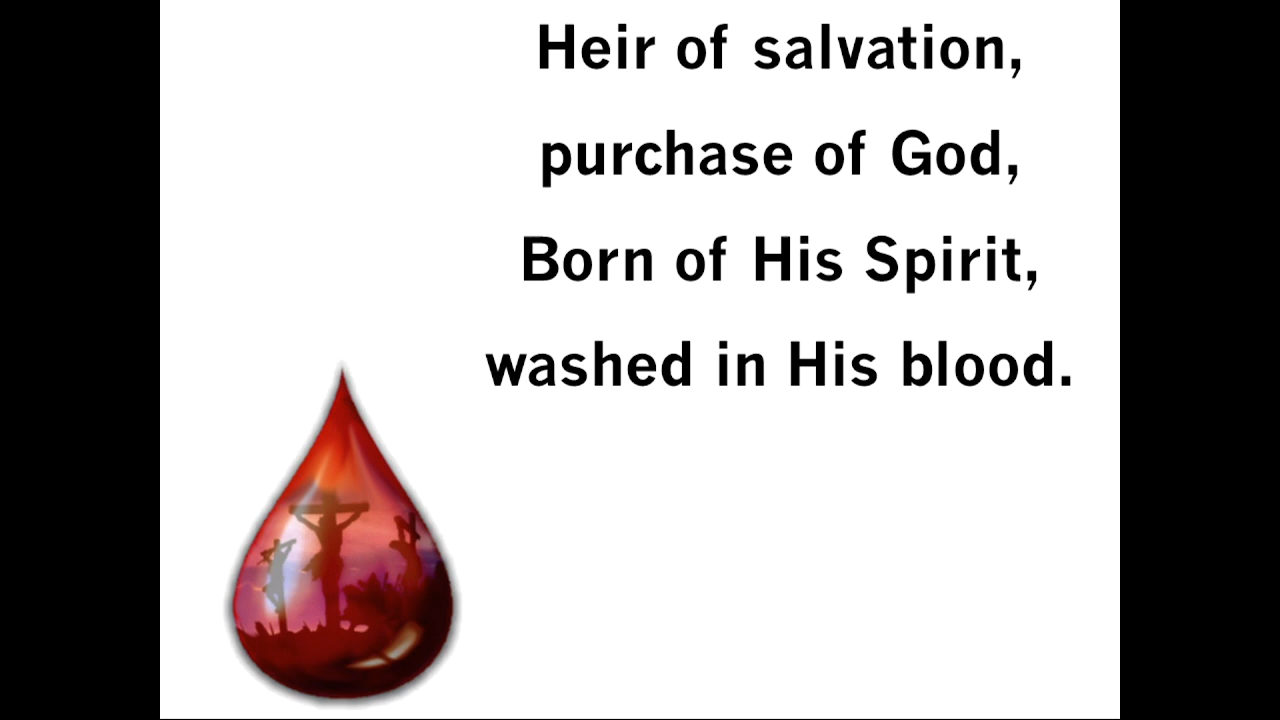 Heir of salvation,
purchase of God,
Born of His Spirit,
washed in His blood.